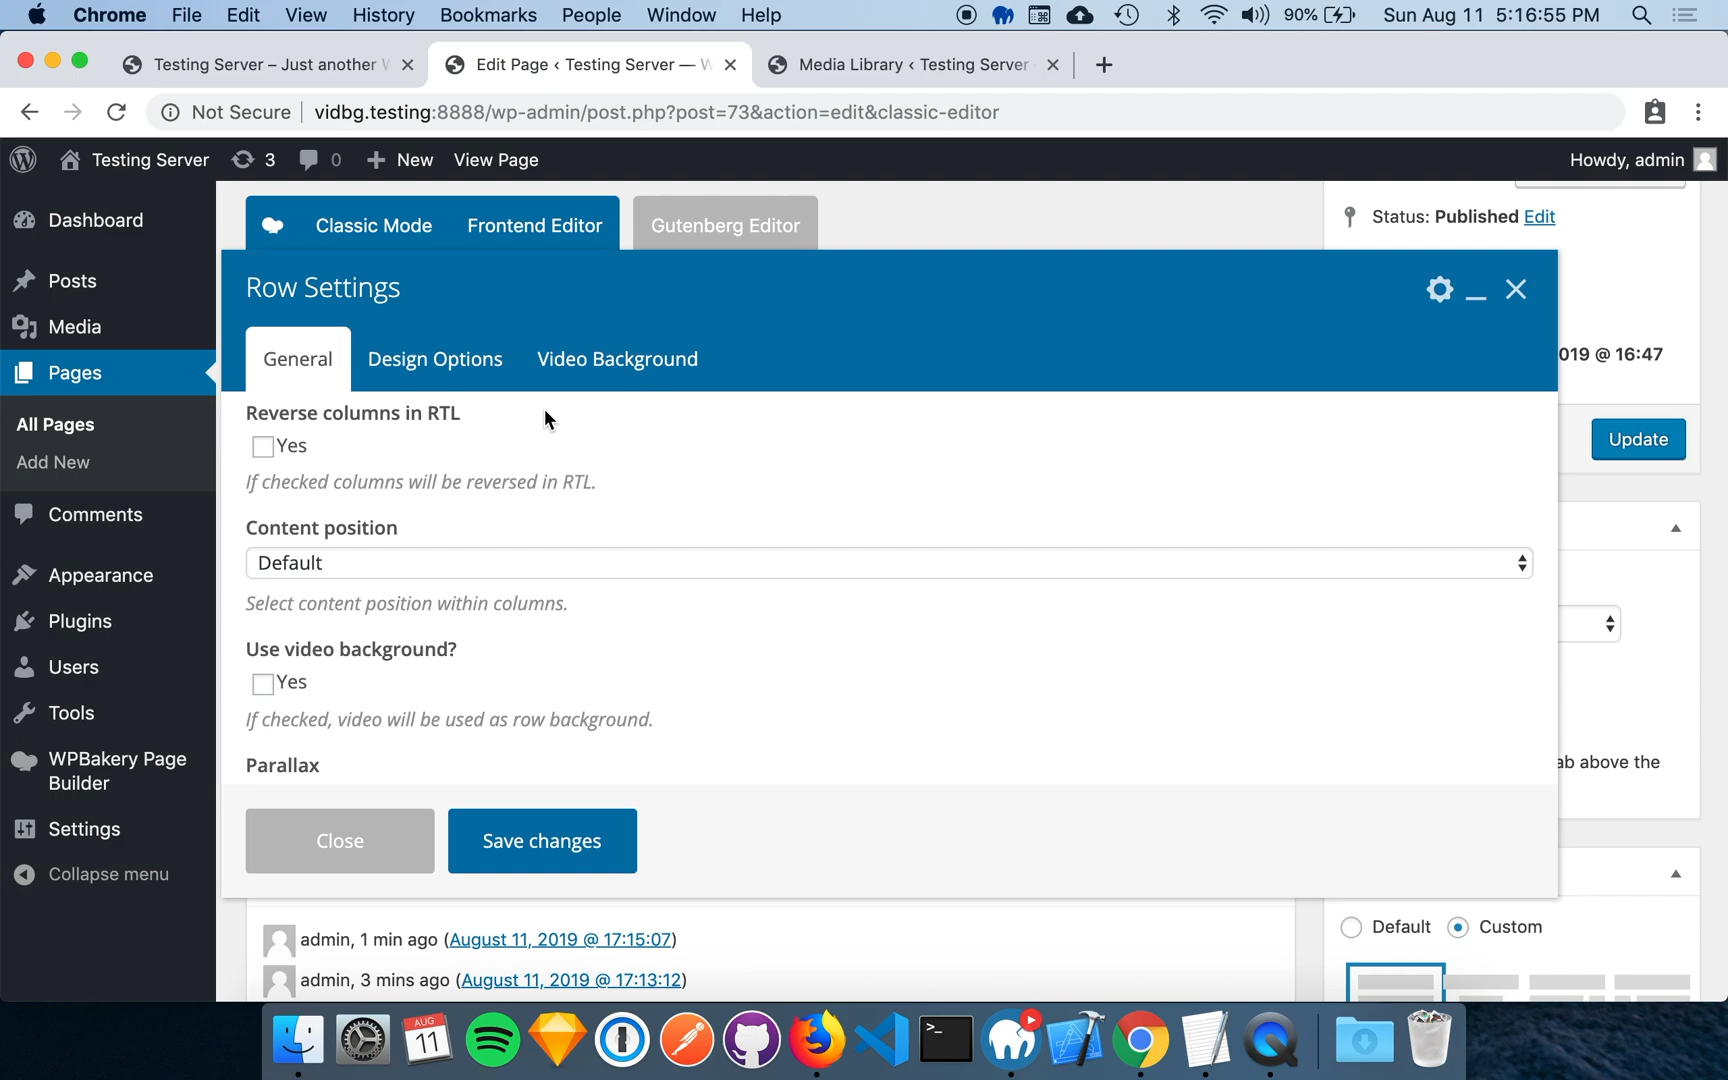 Chrome File Edit View History Bookmarks People Window Help 90% Sun Aug 11 5:16:55 PM
Testing Server – Just another Edit Page ‹ Testing Server — Media Library ‹ Testing Server
Not Secure vidbg.testing:8888/wp-admin/post.php?post=73&action=edit&classic-editor
Testing Server 3 0 New View Page Howdy, admin
Dashboard
Posts
Media
Pages
All Pages
Add New
Comments
Appearance
Plugins
Users
Tools
WPBakery Page
Builder
Settings
Collapse menu
Classic Mode Frontend Editor Gutenberg Editor
Status: Published Edit
019 @ 16:47
Update
Row Settings
General Design Options Video Background
Reverse columns in RTL
Yes
If checked columns will be reversed in RTL.
Content position
Default
Select content position within columns.
Use video background?
Yes
If checked, video will be used as row background.
Parallax
ab above the
Close Save changes
Default Custom
admin, 1 min ago (August 11, 2019 @ 17:15:07)
admin, 3 mins ago (August 11, 2019 @ 17:13:12)
AUG
11